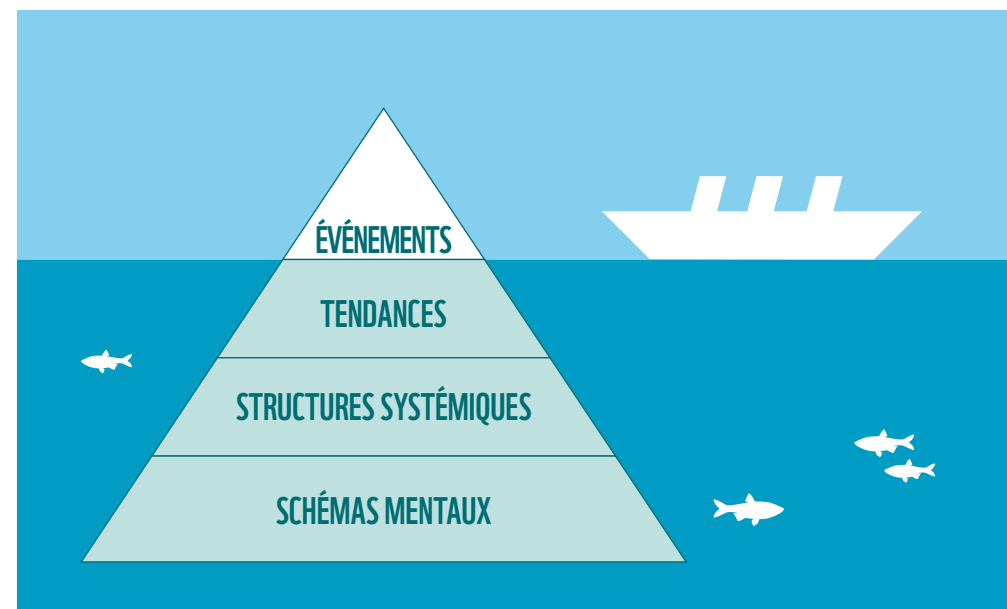 ÉVÉNEMENTS
TENDANCES
STRUCTURES SYSTÉMIQUES
SCHÉMAS MENTAUX